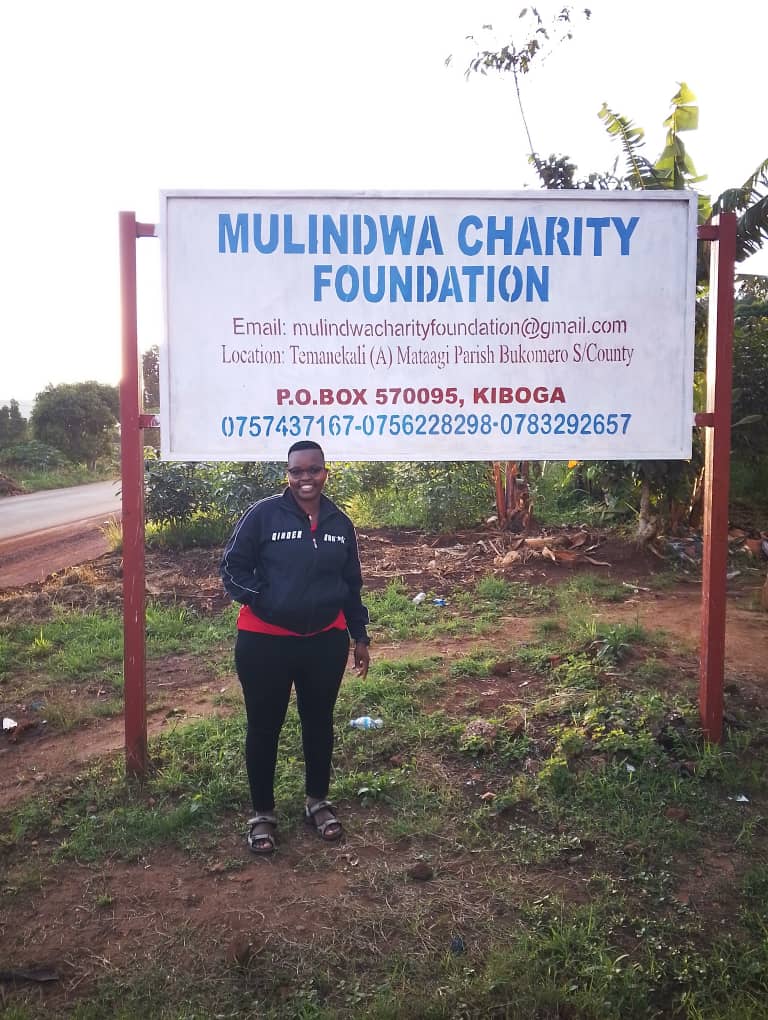 MULINDWA CHARITY
FOUNDATION
Email: mulindwacharityfoundation@gmail.com
Location: Temanekali (A) Mataagi Parish Bukomero S/County
P.O.BOX 570095, KIBOGA
0757437167-0756228298-0783292657